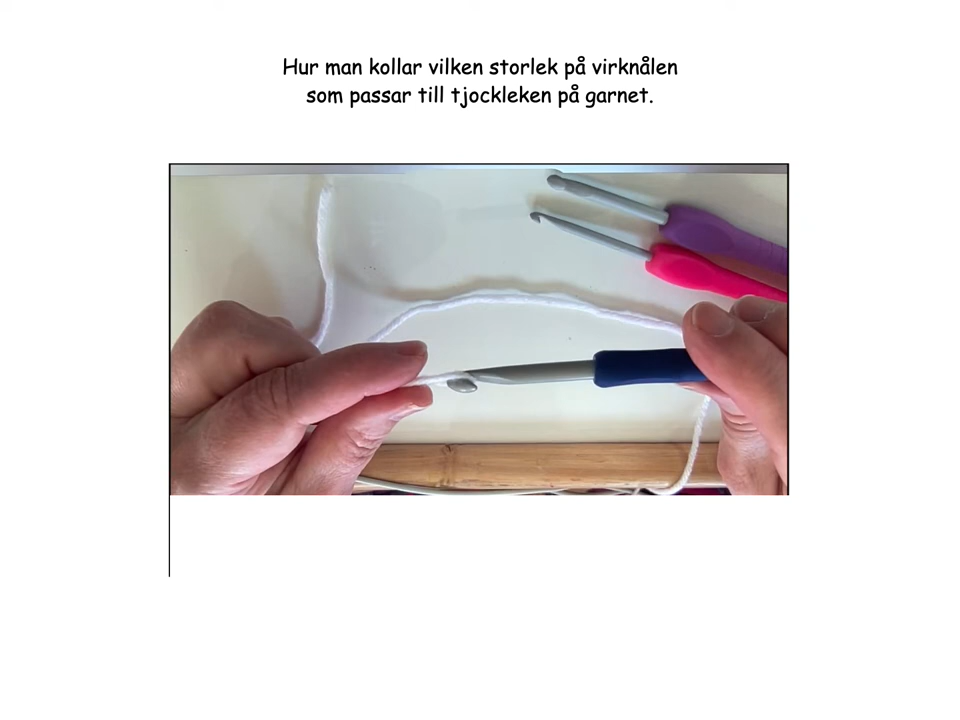 Hur man kollar vilken storlek på virknålen
som passar till tjockleken på garnet.